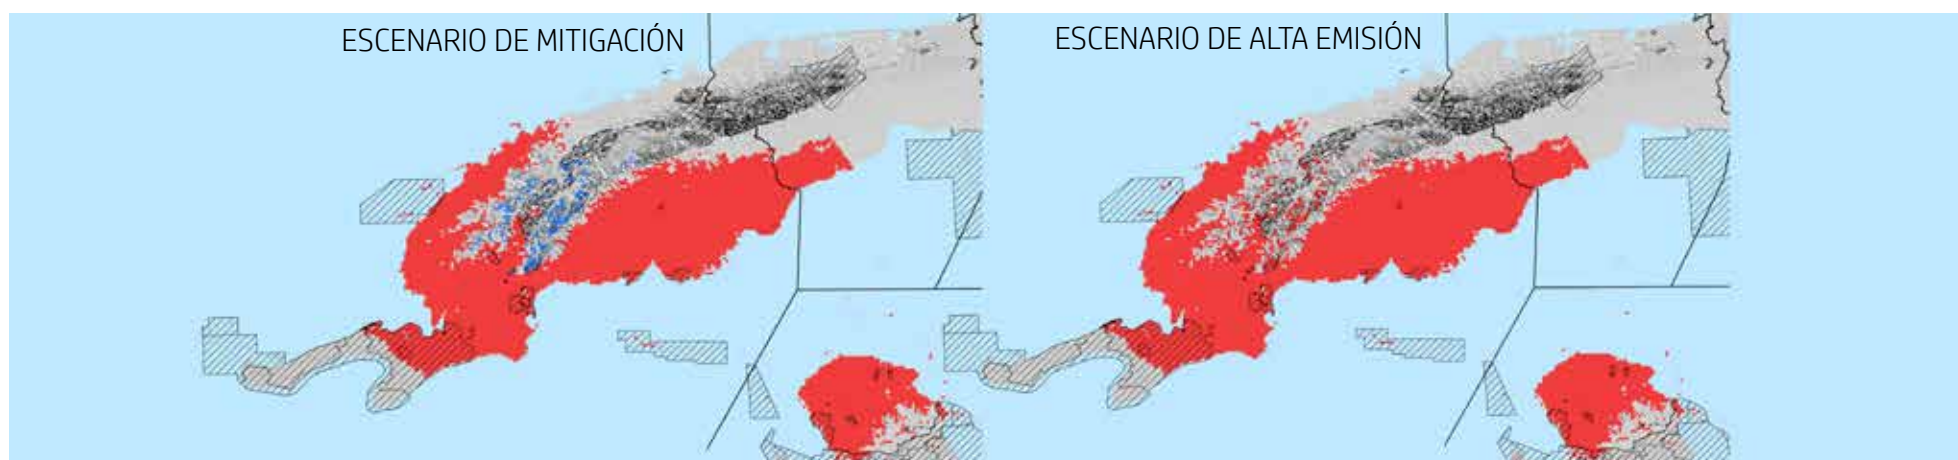 ESCENARIO DE MITIGACIÓN
ESCENARIO DE ALTA EMISIÓN